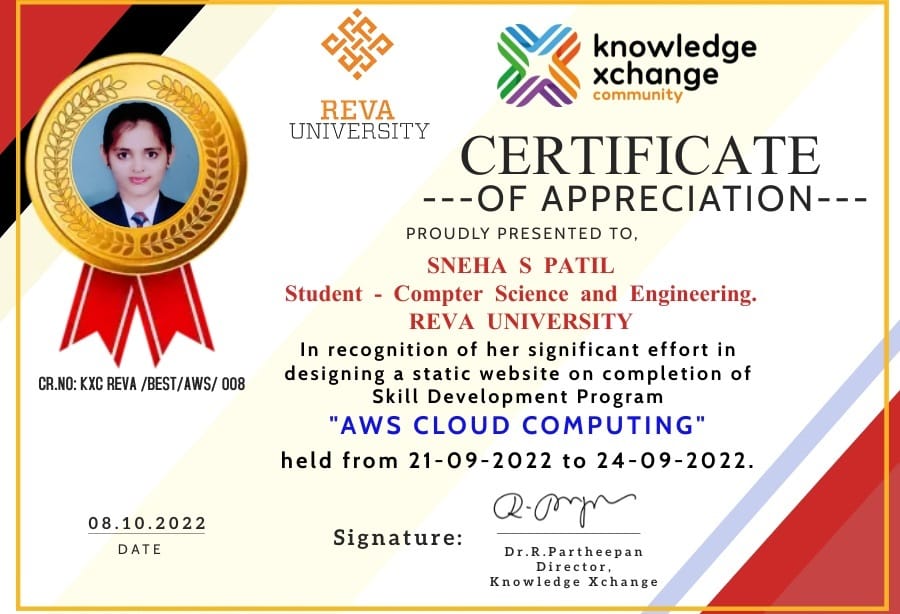 REVA
UNIVERSITY
knowledge
xchange
community
CERTIFICATE
---OF APPRECIATION---
PROUDLY PRESENTED TO,
SNEHA S PATIL
Student - Compter Science and Engineering.
REVA UNIVERSITY
In recognition of her significant effort in
designing a static website on completion of
Skill Development Program
"AWS CLOUD COMPUTING"
held from 21-09-2022 to 24-09-2022.
CR.NO: KXC REVA /BEST/AWS/ 008
08.10.2022
DATE
Signature:
Dr.R.Partheepan
Director,
Knowledge Xchange